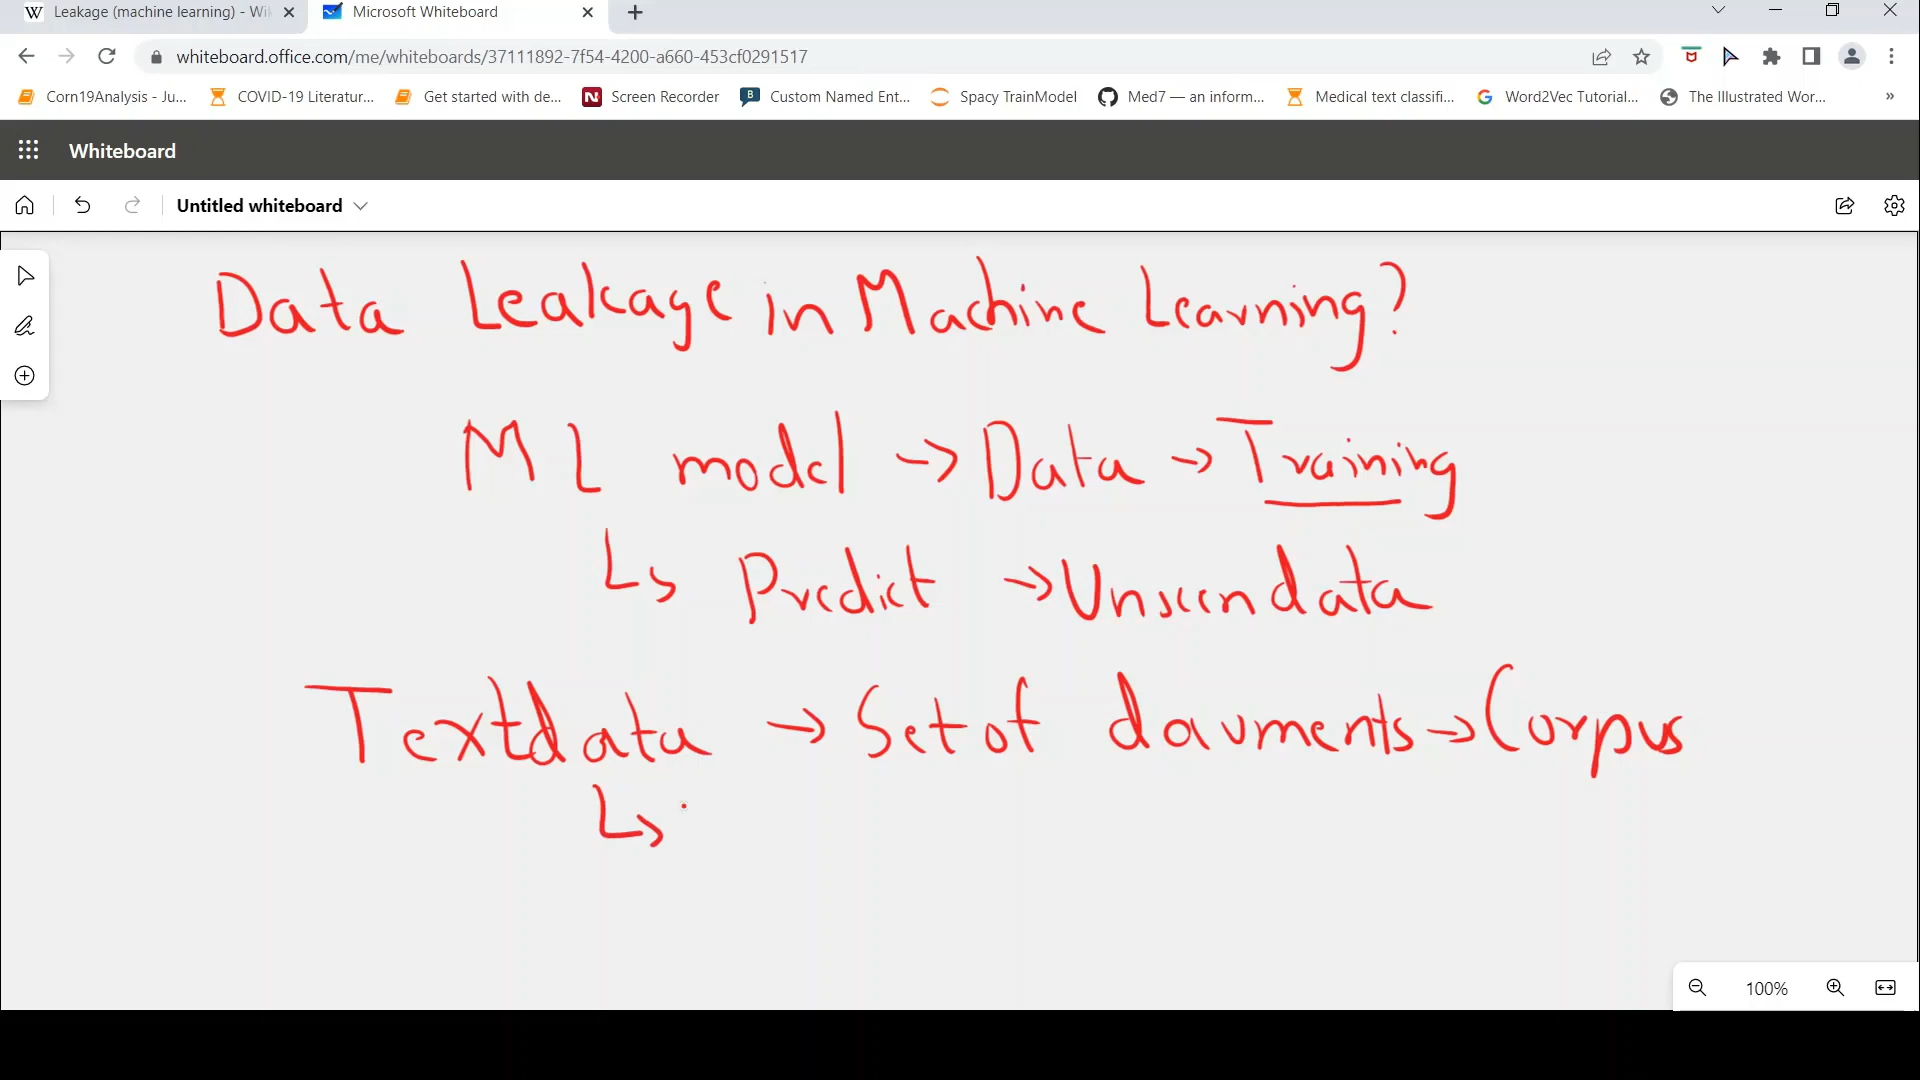 Leakage (machine learning) - Wi
Microsoft Whiteboard
whiteboard.office.com/me/whiteboards/37111892-7f54-4200-a660-453cf0291517
Corn19Analysis - Ju... COVID-19 Literatur... Get started with de... Screen Recorder Custom Named Ent... Spacy TrainModel Med7 — an inform... Medical text classifi... Word2Vec Tutorial... The Illustrated Wor... »
Whiteboard
Untitled whiteboard
Data Leakage in Machine Learning?
ML model → Data → Training
↳ Predict → Unseen data
Textdata → Set of documents → Corpus
↳
100%